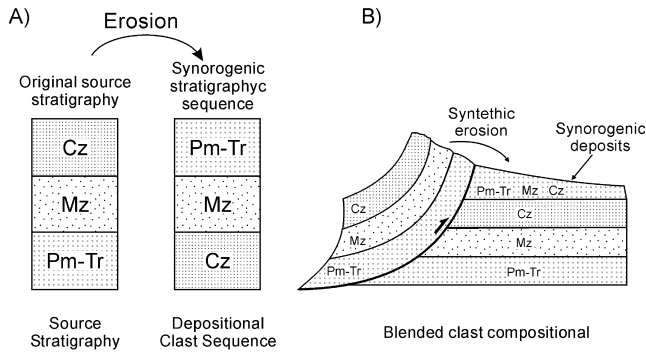 A)
Erosion
Original source
stratigraphy
Synorogenic
stratigraphyc
sequence
Cz
Mz
Pm-Tr
Pm-Tr
Mz
Cz
Source
Stratigraphy
Depositional
Clast Sequence
B)
Syntethic
erosion
Synorogenic
deposits
Pm-Tr Mz Cz
Cz
Mz
Pm-Tr
Cz
Mz
Pm-Tr
Blended clast compositional